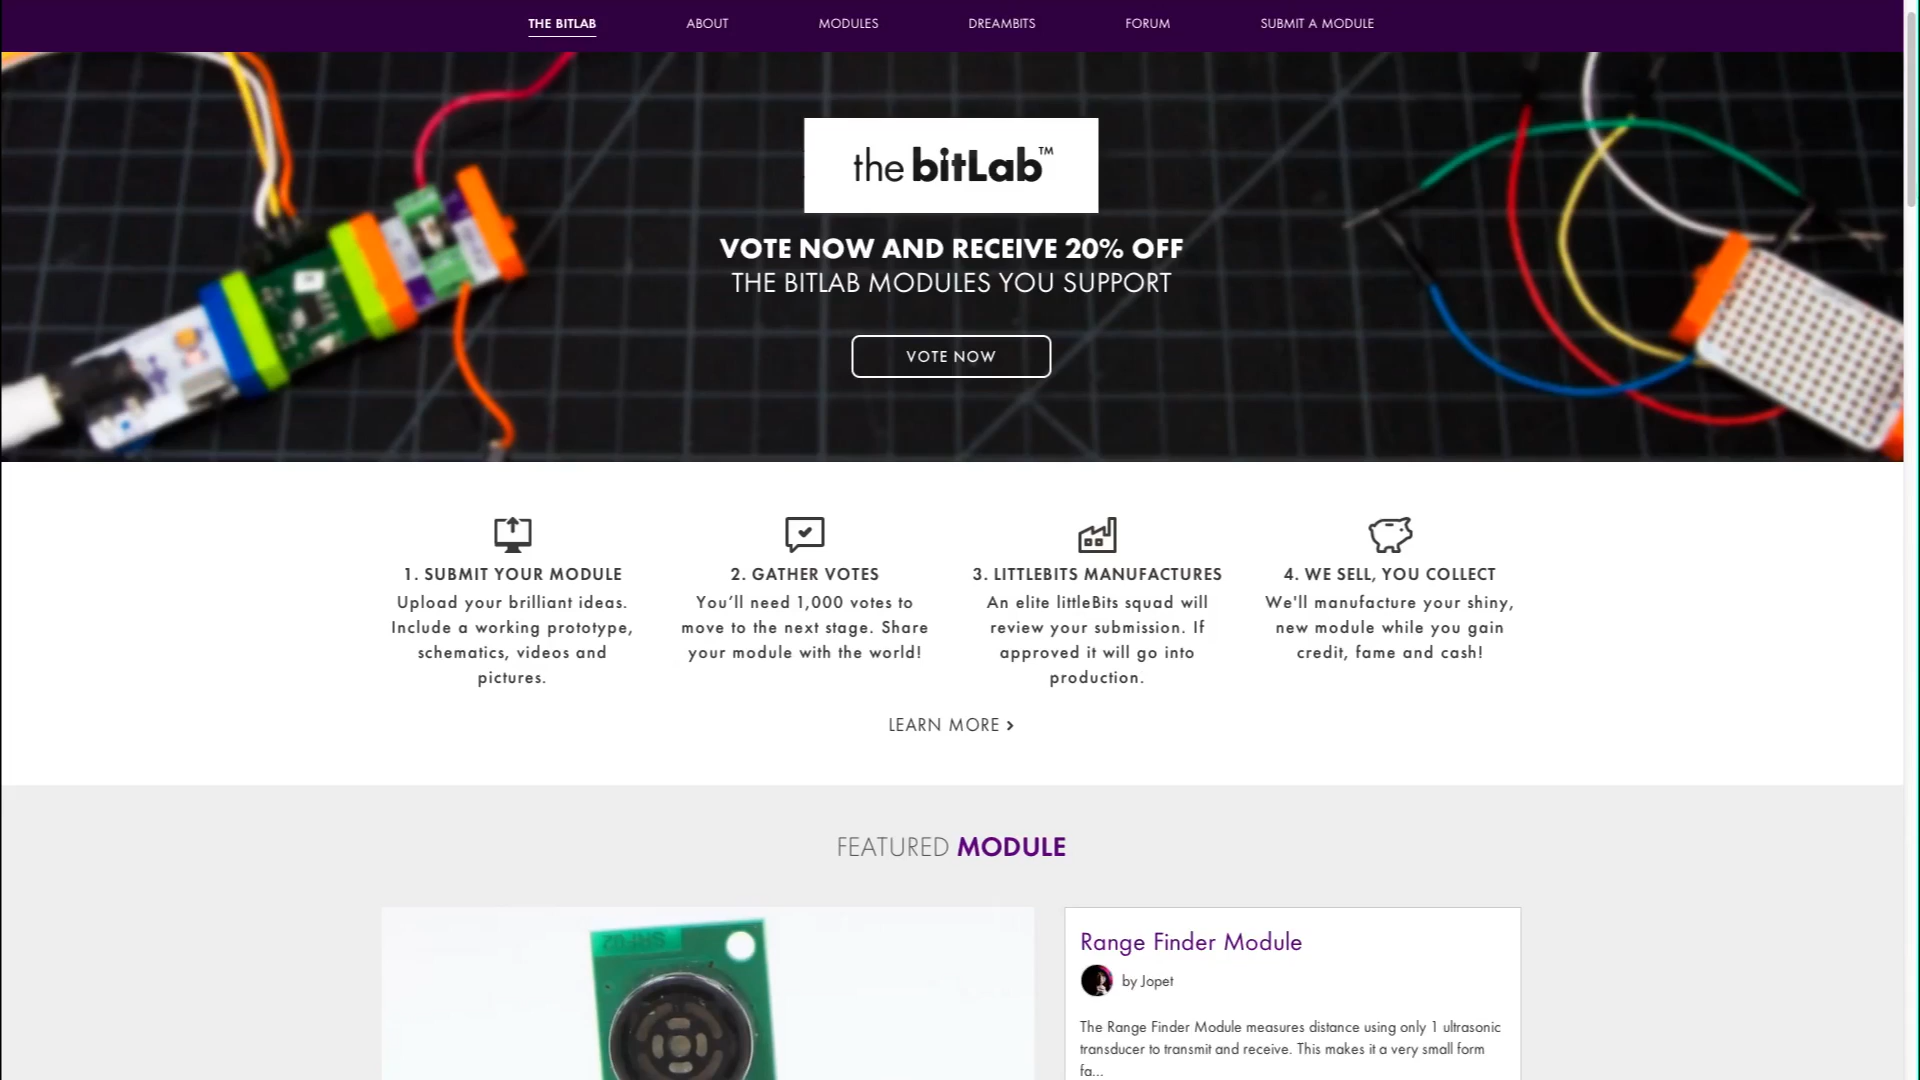 THE BITLAB ABOUT MODULES DREAMBITS FORUM SUBMIT A MODULE
the bitLab™
VOTE NOW AND RECEIVE 20% OFF
THE BITLAB MODULES YOU SUPPORT
VOTE NOW
1. SUBMIT YOUR MODULE
Upload your brilliant ideas.
Include a working prototype,
schematics, videos and
pictures.
2. GATHER VOTES
You’ll need 1,000 votes to
move to the next stage. Share
your module with the world!
3. LITTLEBITS MANUFACTURES
An elite littleBits squad will
review your submission. If
approved it will go into
production.
4. WE SELL, YOU COLLECT
We'll manufacture your shiny,
new module while you gain
credit, fame and cash!
LEARN MORE >
FEATURED MODULE
SRF02
Range Finder Module
by Jopet
The Range Finder Module measures distance using only 1 ultrasonic
transducer to transmit and receive. This makes it a very small form
fa...